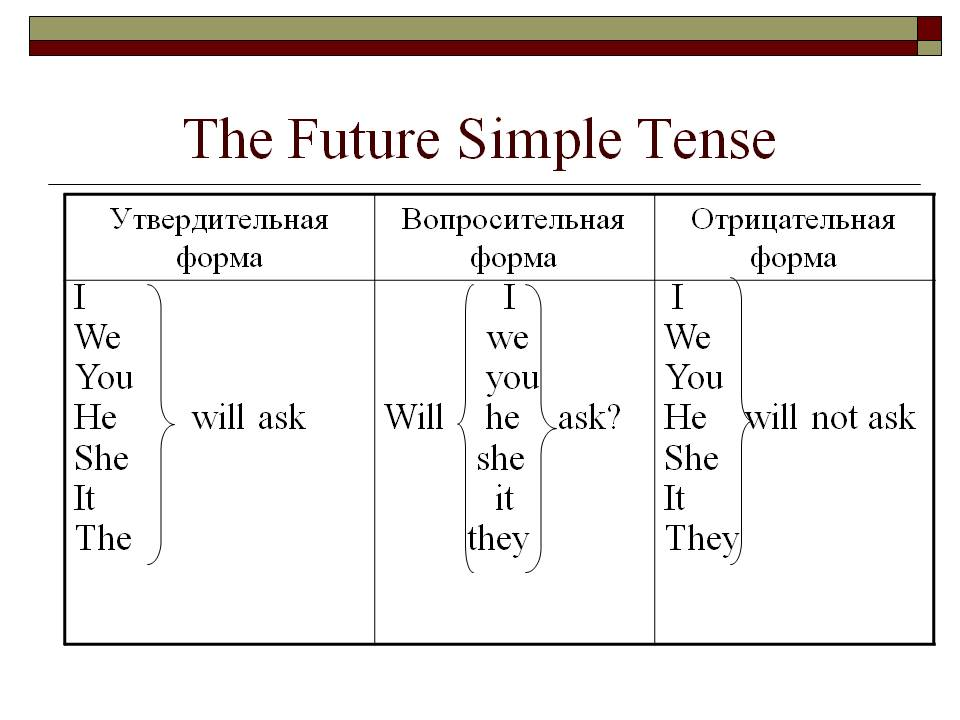 The Future Simple Tense
Утвердительная
форма
Вопросительная
форма
Отрицательная
форма
I
We
You
He will ask
She
It
The
I
we
you
Will he ask?
she
it
they
I
We
You
He will not ask
She
It
They